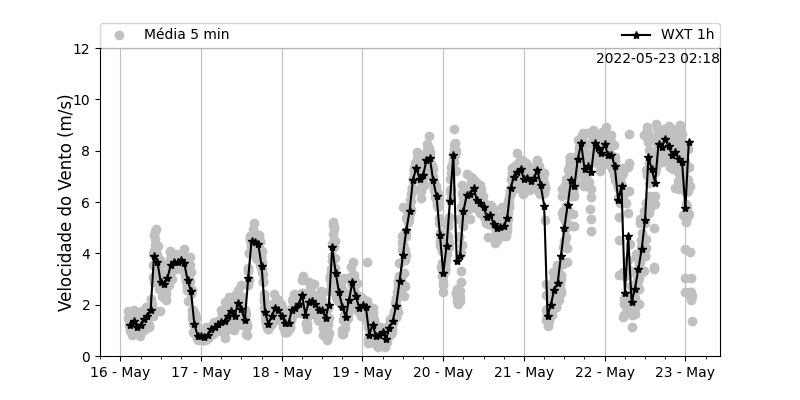 Média 5 min
WXT 1h
2022-05-23 02:18
Velocidade do Vento (m/s)
12
10
8
6
4
2
0
16 - May
17 - May
18 - May
19 - May
20 - May
21 - May
22 - May
23 - May